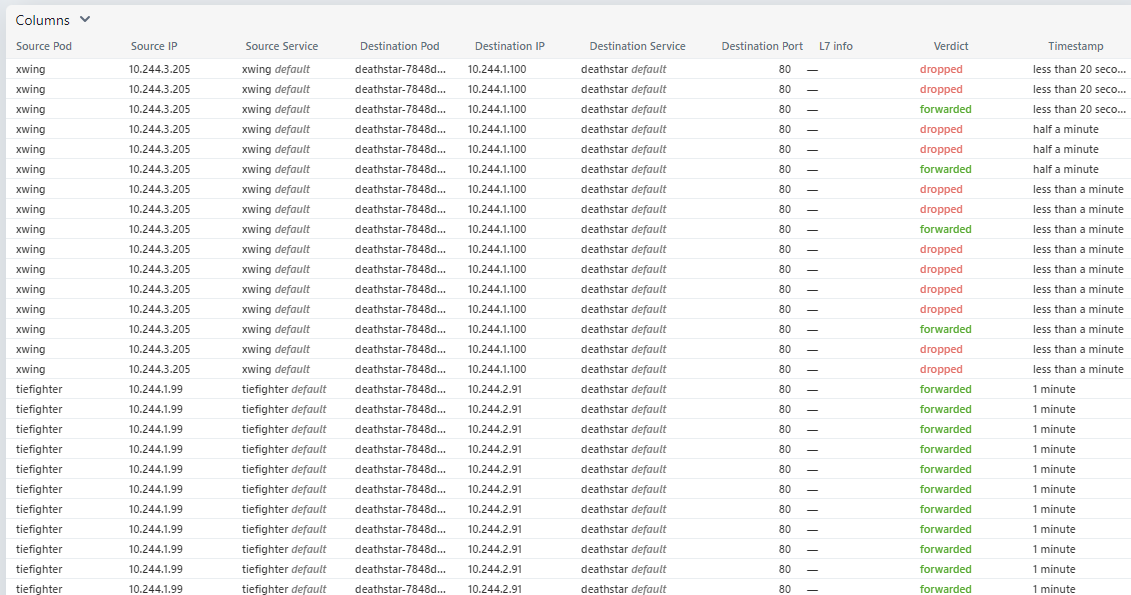 Columns
Source Pod Source IP Source Service Destination Pod Destination IP Destination Service Destination Port L7 info Verdict Timestamp
xwing 10.244.3.205 xwing default deathstar-7848d... 10.244.1.100 deathstar default 80 — dropped less than 20 seco...
xwing 10.244.3.205 xwing default deathstar-7848d... 10.244.1.100 deathstar default 80 — dropped less than 20 seco...
xwing 10.244.3.205 xwing default deathstar-7848d... 10.244.1.100 deathstar default 80 — forwarded less than 20 seco...
xwing 10.244.3.205 xwing default deathstar-7848d... 10.244.1.100 deathstar default 80 — dropped half a minute
xwing 10.244.3.205 xwing default deathstar-7848d... 10.244.1.100 deathstar default 80 — dropped half a minute
xwing 10.244.3.205 xwing default deathstar-7848d... 10.244.1.100 deathstar default 80 — forwarded half a minute
xwing 10.244.3.205 xwing default deathstar-7848d... 10.244.1.100 deathstar default 80 — dropped less than a minute
xwing 10.244.3.205 xwing default deathstar-7848d... 10.244.1.100 deathstar default 80 — dropped less than a minute
xwing 10.244.3.205 xwing default deathstar-7848d... 10.244.1.100 deathstar default 80 — forwarded less than a minute
xwing 10.244.3.205 xwing default deathstar-7848d... 10.244.1.100 deathstar default 80 — dropped less than a minute
xwing 10.244.3.205 xwing default deathstar-7848d... 10.244.1.100 deathstar default 80 — dropped less than a minute
xwing 10.244.3.205 xwing default deathstar-7848d... 10.244.1.100 deathstar default 80 — dropped less than a minute
xwing 10.244.3.205 xwing default deathstar-7848d... 10.244.1.100 deathstar default 80 — dropped less than a minute
xwing 10.244.3.205 xwing default deathstar-7848d... 10.244.1.100 deathstar default 80 — forwarded less than a minute
xwing 10.244.3.205 xwing default deathstar-7848d... 10.244.1.100 deathstar default 80 — dropped less than a minute
xwing 10.244.3.205 xwing default deathstar-7848d... 10.244.1.100 deathstar default 80 — dropped less than a minute
tiefighter 10.244.1.99 tiefighter default deathstar-7848d... 10.244.2.91 deathstar default 80 — forwarded 1 minute
tiefighter 10.244.1.99 tiefighter default deathstar-7848d... 10.244.2.91 deathstar default 80 — forwarded 1 minute
tiefighter 10.244.1.99 tiefighter default deathstar-7848d... 10.244.2.91 deathstar default 80 — forwarded 1 minute
tiefighter 10.244.1.99 tiefighter default deathstar-7848d... 10.244.2.91 deathstar default 80 — forwarded 1 minute
tiefighter 10.244.1.99 tiefighter default deathstar-7848d... 10.244.2.91 deathstar default 80 — forwarded 1 minute
tiefighter 10.244.1.99 tiefighter default deathstar-7848d... 10.244.2.91 deathstar default 80 — forwarded 1 minute
tiefighter 10.244.1.99 tiefighter default deathstar-7848d... 10.244.2.91 deathstar default 80 — forwarded 1 minute
tiefighter 10.244.1.99 tiefighter default deathstar-7848d... 10.244.2.91 deathstar default 80 — forwarded 1 minute
tiefighter 10.244.1.99 tiefighter default deathstar-7848d... 10.244.2.91 deathstar default 80 — forwarded 1 minute
tiefighter 10.244.1.99 tiefighter default deathstar-7848d... 10.244.2.91 deathstar default 80 — forwarded 1 minute
tiefighter 10.244.1.99 tiefighter default deathstar-7848d... 10.244.2.91 deathstar default 80 — forwarded 1 minute